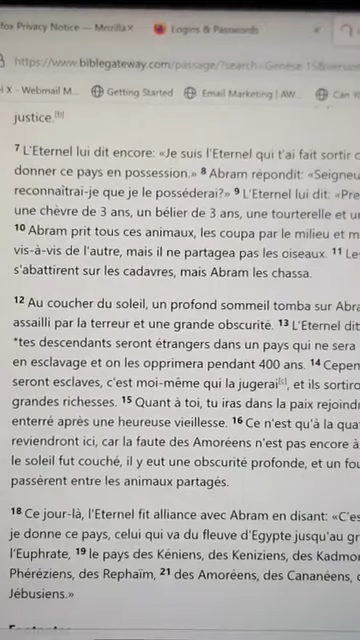 fox Privacy Notice — Mozilla × Logins & Passwords ×
https://www.biblegateway.com/passage/?search=Genèse 15&version
l X - Webmail M... Getting Started Email Marketing | AW... Can
justice.[b]
7 L'Eternel lui dit encore: «Je suis l'Eternel qui t'ai fait sortir
donner ce pays en possession.» 8 Abram répondit: «Seigneu
reconnaîtrai-je que je le posséderai?» 9 L'Eternel lui dit: «Pre
une chèvre de 3 ans, un bélier de 3 ans, une tourterelle et u
10 Abram prit tous ces animaux, les coupa par le milieu et m
vis-à-vis de l'autre, mais il ne partagea pas les oiseaux. 11 Le
s'abattirent sur les cadavres, mais Abram les chassa.
12 Au coucher du soleil, un profond sommeil tomba sur Abra
assailli par la terreur et une grande obscurité. 13 L'Eternel dit
*tes descendants seront étrangers dans un pays qui ne sera
en esclavage et on les opprimera pendant 400 ans. 14 Cepen
seront esclaves, c'est moi-même qui la jugerai[c], et ils sortiro
grandes richesses. 15 Quant à toi, tu iras dans la paix rejoind
enterré après une heureuse vieillesse. 16 Ce n'est qu'à la qua
reviendront ici, car la faute des Amoréens n'est pas encore à
le soleil fut couché, il y eut une obscurité profonde, et un fou
passèrent entre les animaux partagés.
18 Ce jour-là, l'Eternel fit alliance avec Abram en disant: «C'es
je donne ce pays, celui qui va du fleuve d'Egypte jusqu'au gr
l'Euphrate, 19 le pays des Kéniens, des Keniziens, des Kadmo
Phéréziens, des Rephaïm, 21 des Amoréens, des Cananéens, d
Jébusiens.»